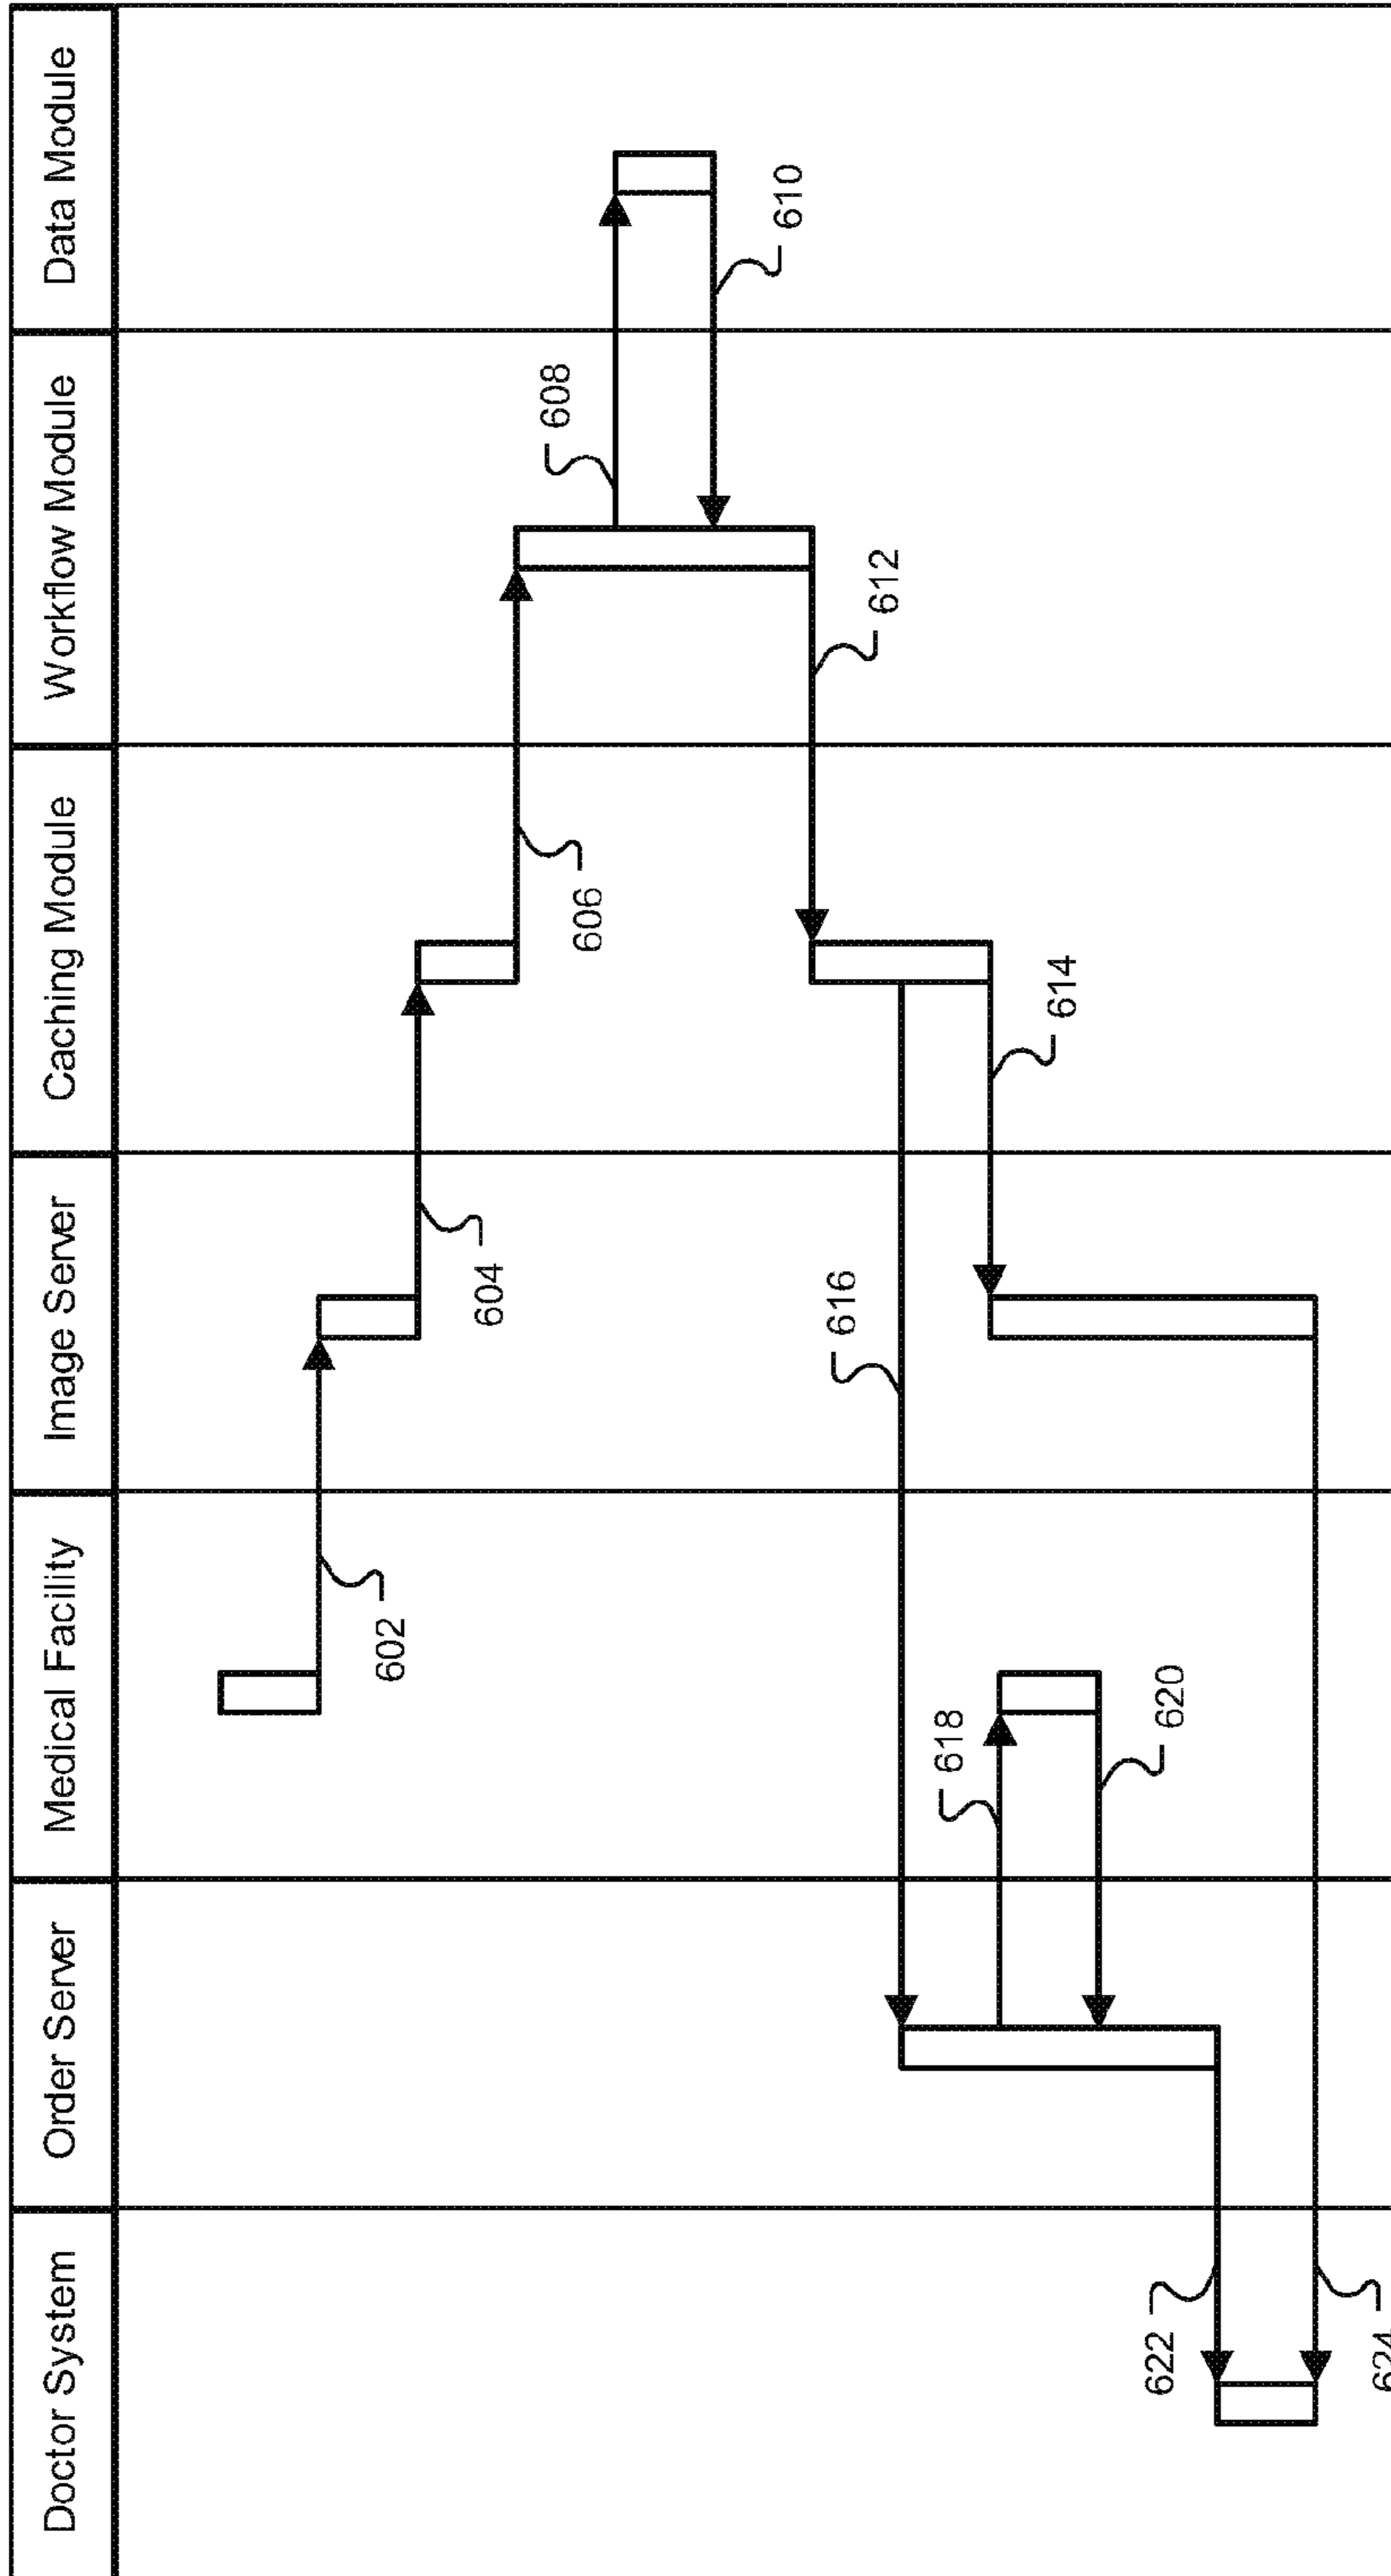 Doctor System
Order Server
Medical Facility
Image Server
Caching Module
Workflow Module
Data Module
602
604
606
608
610
612
614
616
618
620
622
624